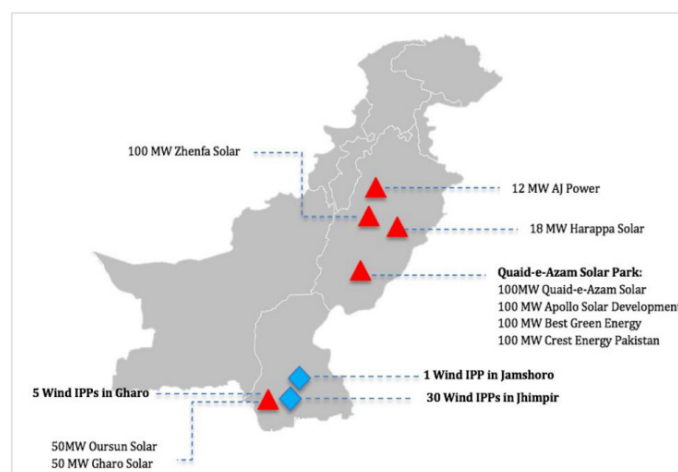 100 MW Zhenfa Solar
12 MW AJ Power
18 MW Harappa Solar
Quaid-e-Azam Solar Park:
100MW Quaid-e-Azam Solar
100 MW Apollo Solar Development
100 MW Best Green Energy
100 MW Crest Energy Pakistan
1 Wind IPP in Jamshoro
5 Wind IPPs in Gharo
30 Wind IPPs in Jhimpir
50MW Oursun Solar
50 MW Gharo Solar